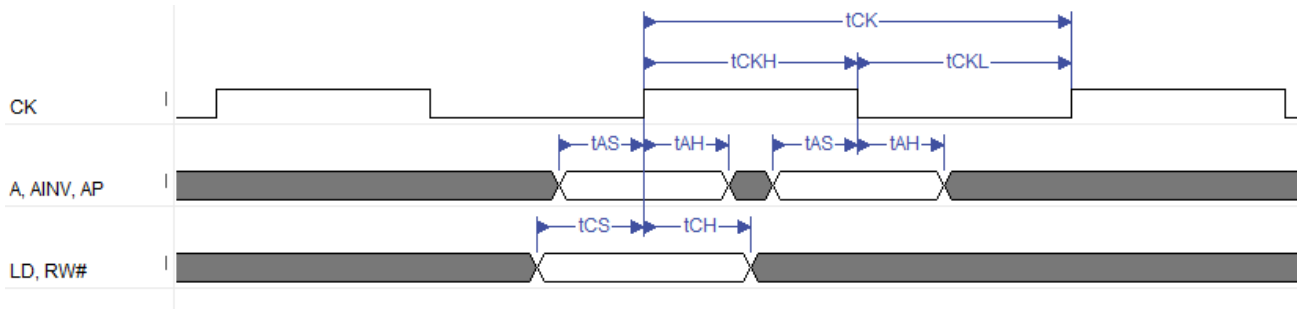 tCK
tCKH tCKL
CK
tAS tAH tAS tAH
A, AINV, AP
tCS tCH
LD, RW#